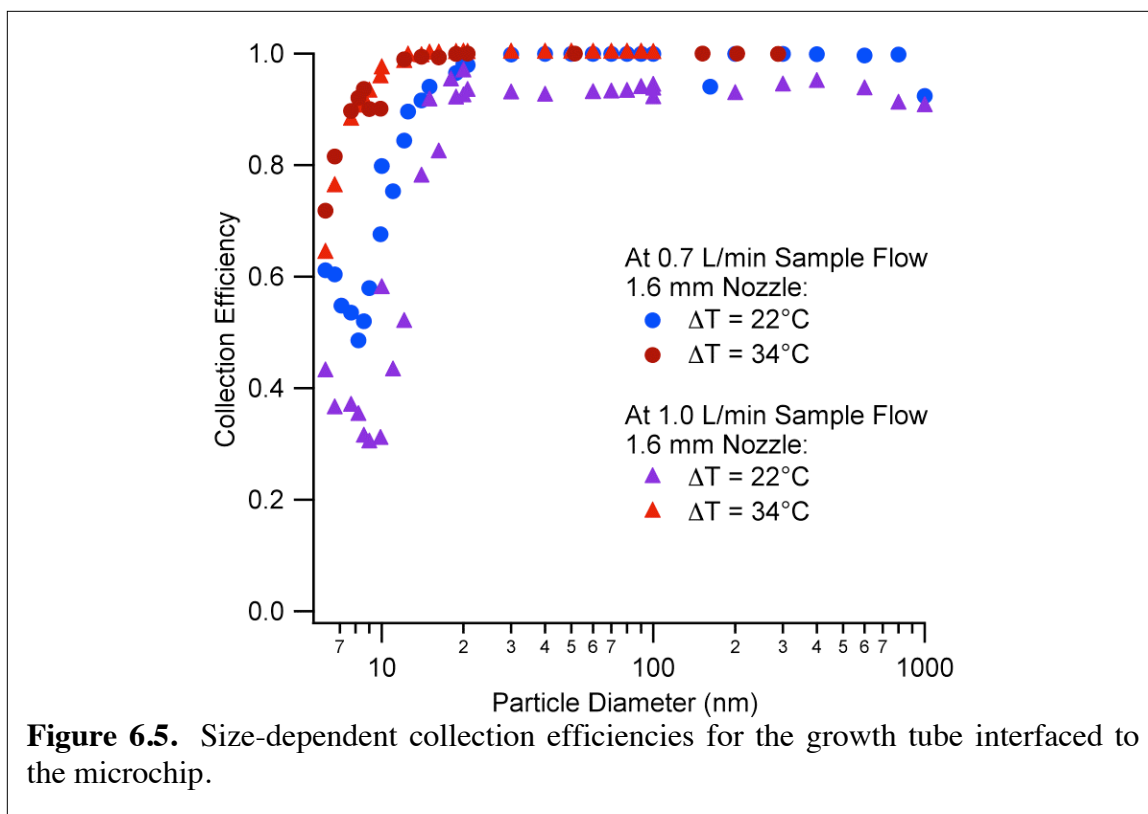 1.0
0.8
0.6
0.4
0.2
0.0
Collection Efficiency
At 0.7 L/min Sample Flow
1.6 mm Nozzle:
ΔT = 22°C
ΔT = 34°C
At 1.0 L/min Sample Flow
1.6 mm Nozzle:
ΔT = 22°C
ΔT = 34°C
7 2 3 4 5 6 7 2 3 4 5 6 7
10 100 1000
Particle Diameter (nm)
Figure 6.5. Size-dependent collection efficiencies for the growth tube interfaced to
the microchip.